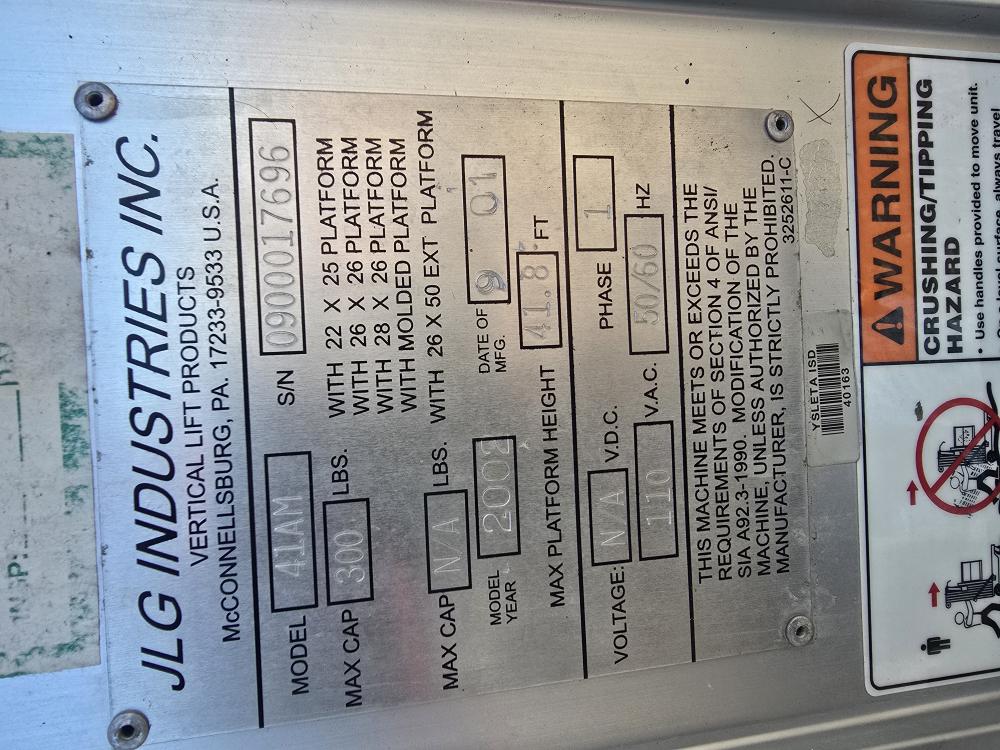 JLG INDUSTRIES INC.
VERTICAL LIFT PRODUCTS
McCONNELLSBURG, PA. 17233-9533 U.S.A.
MODEL 41AM S/N 0900017696
MAX CAP 300 LBS. WITH 22 X 25 PLATFORM
WITH 26 X 26 PLATFORM
WITH 28 X 26 PLATFORM
WITH MOLDED PLATFORM
MAX CAP N/A LBS. WITH 26 X 50 EXT PLATFORM
MODEL YEAR 2002 DATE OF MFG. 9 01
MAX PLATFORM HEIGHT 41.8 FT
VOLTAGE: N/A V.D.C. PHASE 1
110 V.A.C. 50/60 HZ
THIS MACHINE MEETS OR EXCEEDS THE
REQUIREMENTS OF SECTION 4 OF ANSI/
SIA A92.3-1990. MODIFICATION OF THE
MACHINE, UNLESS AUTHORIZED BY THE
MANUFACTURER, IS STRICTLY PROHIBITED.
3252611-C
YSLETA ISD
40163
WARNING
CRUSHING/TIPPING
HAZARD
• Use handles provided to move unit.